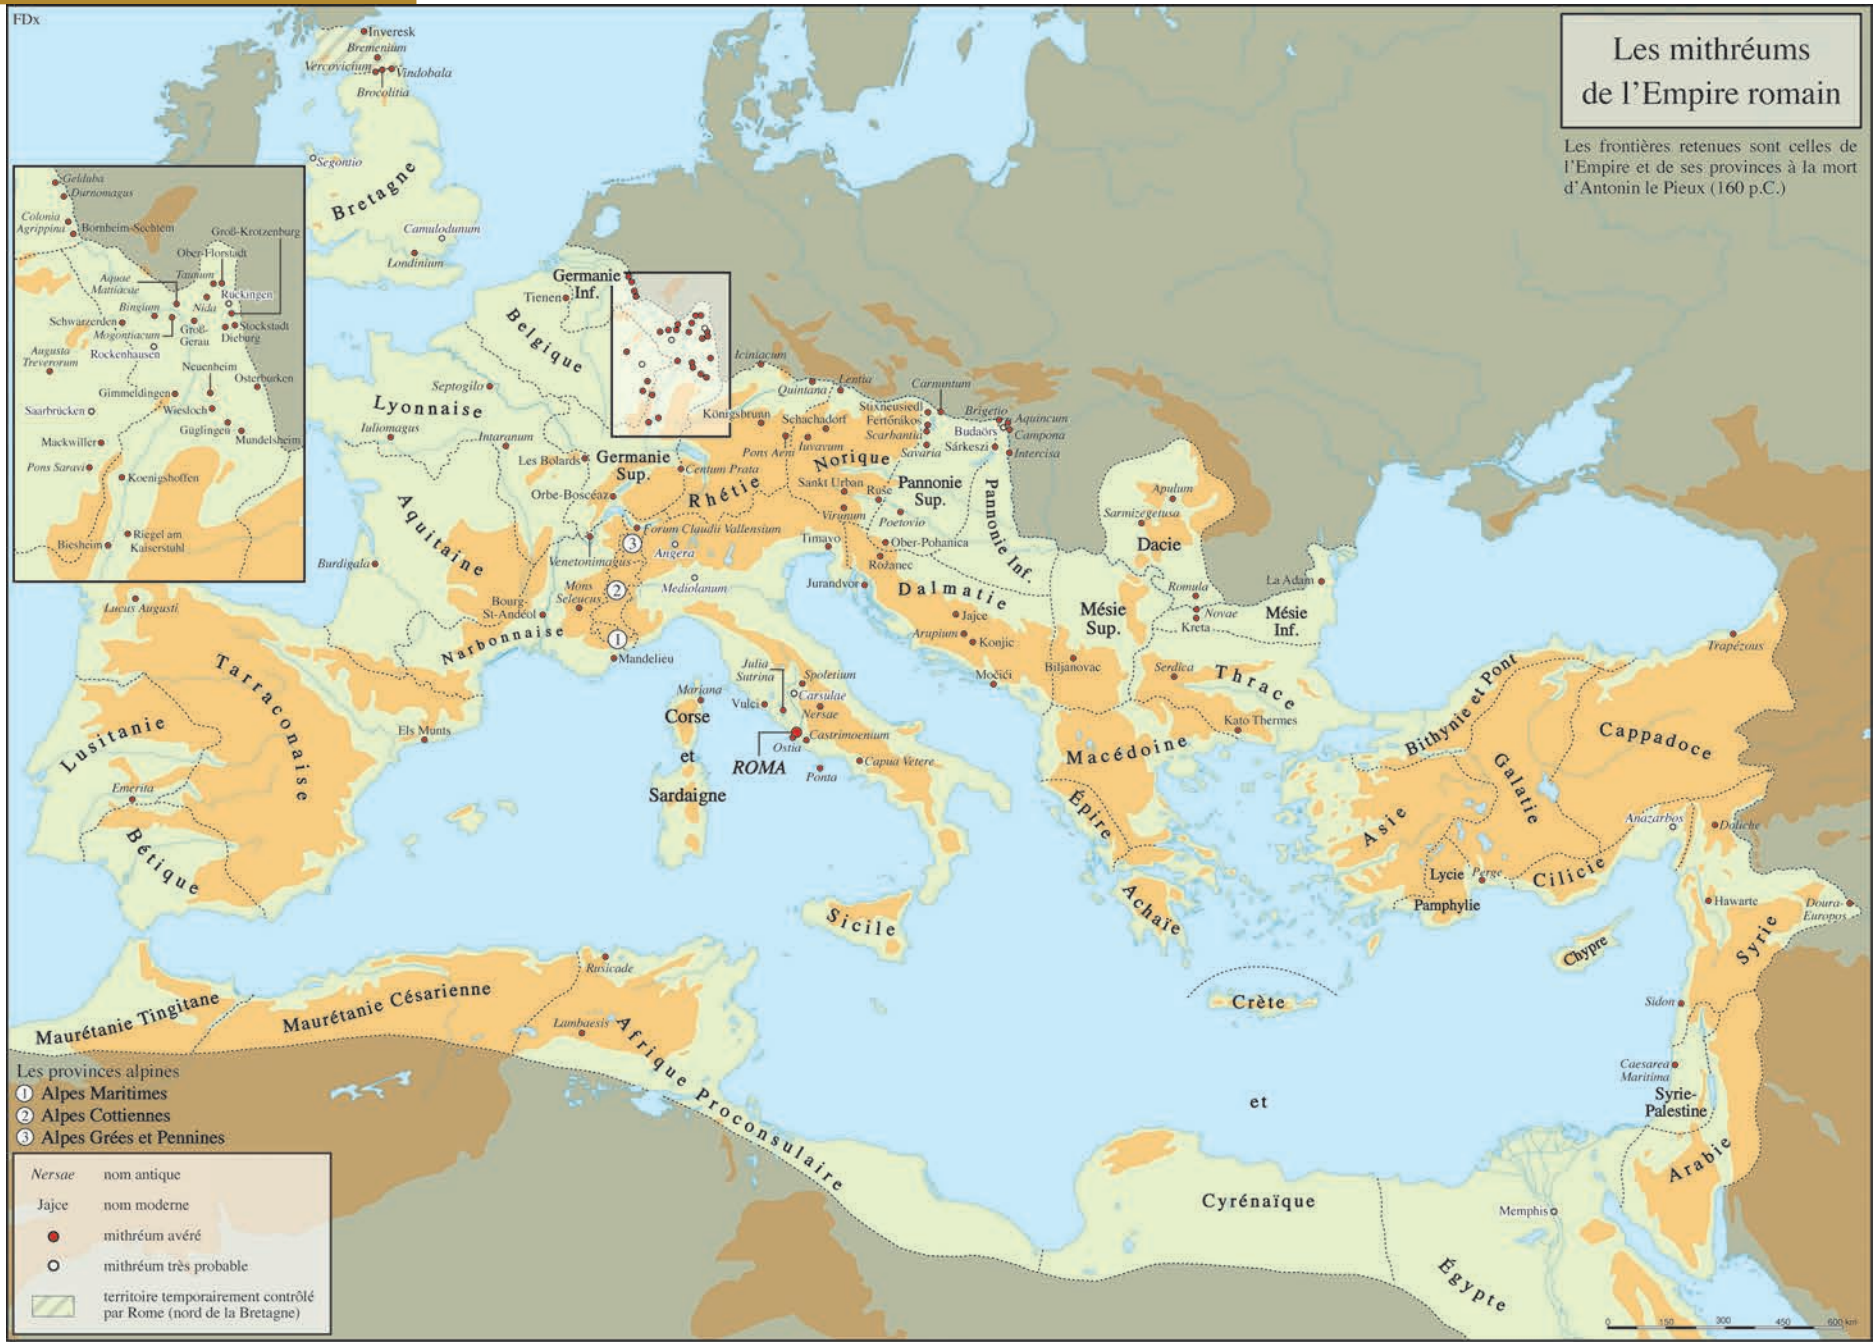 FDx
Les mithréums
de l’Empire romain
Les frontières retenues sont celles de
l’Empire et de ses provinces à la mort
d’Antonin le Pieux (160 p.C.)
Inveresk
Bremenium
Vercovicium
Vindobala
Brocolitia
Segontio
Bretagne
Camulodunum
Londinium
Gelduba
Durnomagus
Colonia
Agrippina
Bornheim-Sechtem
Groß-Krotzenburg
Ober-Florstadt
Taunum
Aquae
Mattiacae
Rückingen
Bingium
Nida
Schwarzerden
Mogontiacum
Groß-
Gerau
Stockstadt
Dieburg
Rockenhausen
Augusta
Treverorum
Neuenheim
Osterburken
Gimmeldingen
Saarbrücken
Wiesloch
Güglingen
Mundelsheim
Mackwiller
Pons Saravi
Koenigshoffen
Riegel am
Kaiserstuhl
Biesheim
Germanie
Inf.
Tienen
Belgique
Septogilo
Lyonnaise
Iuliomagus
Intaranum
Les Bolards
Germanie
Sup.
Orbe-Boscéaz
Aquitaine
Burdigala
Iciniacum
Quintana
Lentia
Carnuntum
Königsbrunn
Schachadorf
Stixneusiedl
Fertőrákos
Scarbantia
Savaria
Brigetio
Aquincum
Budaörs
Campona
Sárkeszi
Intercisa
Pons Aeni
Iuvavum
Norique
Centum Prata
Rhétie
Sankt Urban
Ruše
Pannonie
Sup.
Pannonie Inf.
Virunum
Poetovio
Forum Claudii Vallensium
3
Angera
Timavo
Ober-Pohanica
Rožanec
Venetonimagus
Mons
Seleucus
2
Mediolanum
Jurandvor
Dalmatie
Bourg-
St-Andéol
Narbonnaise
1
Mandelieu
Apulum
Sarmizegetusa
Dacie
La Adam
Romula
Novae
Kreta
Mésie
Sup.
Mésie
Inf.
Jajce
Arupium
Konjic
Biljanovac
Močići
Serdica
Thrace
Kato Thermes
Macédoine
Épire
Achaïe
Lucus Augusti
Tarraconaise
Lusitanie
Els Munts
Emerita
Bétique
Mariana
Corse
et
Sardaigne
Julia
Sutrina
Spoletium
Carsulae
Vulci
Nersae
Castrimoenium
Ostia
ROMA
Ponta
Capua Vetere
Sicile
Trapézous
Bithynie et Pont
Cappadoce
Galatie
Asie
Anazarbos
Doliche
Lycie
Perge
Cilicie
Pamphylie
Hawarte
Doura-
Europos
Syrie
Chypre
Crète
Sidon
Caesarea
Maritima
Syrie-
Palestine
Arabie
et
Cyrénaïque
Memphis
Égypte
Rusicade
Lambaesis
Maurétanie Tingitane
Maurétanie Césarienne
Afrique Proconsulaire
Les provinces alpines
1 Alpes Maritimes
2 Alpes Cottiennes
3 Alpes Grées et Pennines
Nersae nom antique
Jajce nom moderne
mithréum avéré
mithréum très probable
territoire temporairement contrôlé
par Rome (nord de la Bretagne)
0 150 300 450 600 km